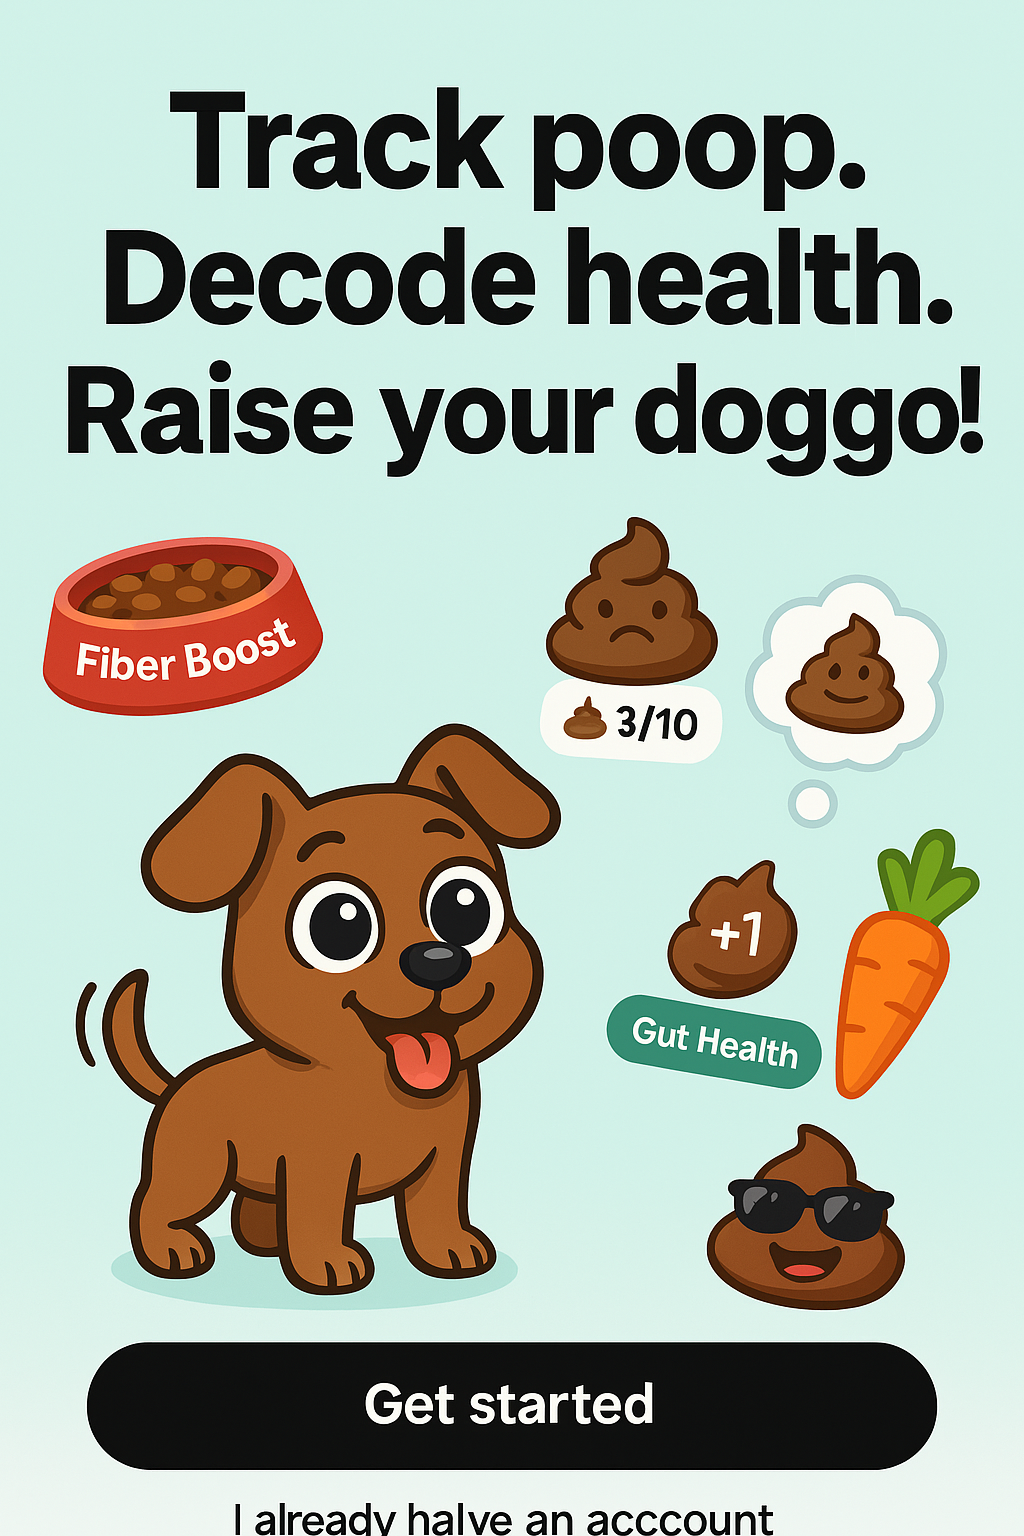 Track poop.
Decode health.
Raise your doggo!
Fiber Boost
3/10
+1
Gut Health
Get started
I already halve an acccount